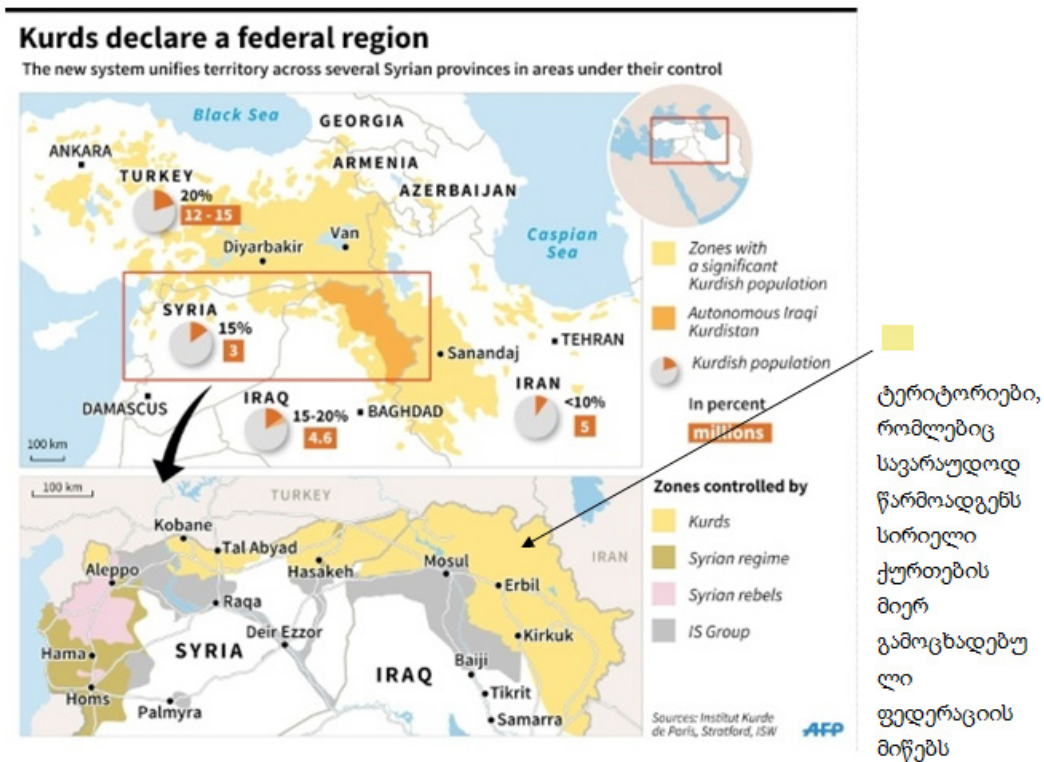 Kurds declare a federal region
The new system unifies territory across several Syrian provinces in areas under their control
Black Sea
GEORGIA
ANKARA
ARMENIA
TURKEY
20%
12 - 15
AZERBAIJAN
Van
Diyarbakir
Caspian
Sea
SYRIA
15%
3
Sanandaj
TEHRAN
DAMASCUS
IRAQ
15-20%
4.6
BAGHDAD
IRAN
<10%
5
100 km
Zones with
a significant
Kurdish population
Autonomous Iraqi
Kurdistan
Kurdish population
In percent
millions
100 km
TURKEY
Kobane
Tal Abyad
Aleppo
Hasakeh
Mosul
IRAN
Raqa
Erbil
Deir Ezzor
Hama
SYRIA
Kirkuk
IRAQ
Baiji
Homs
Palmyra
Tikrit
Samarra
Zones controlled by
Kurds
Syrian regime
Syrian rebels
IS Group
Sources: Institut Kurde
de Paris, Stratford, ISW
AFP
ტერიტორიები,
რომლებიც
სავარაუდოდ
წარმოადგენს
სირიელი
ქურთების
მიერ
გამოცხადებუ
ლი
ფედერაციის
მიწებს